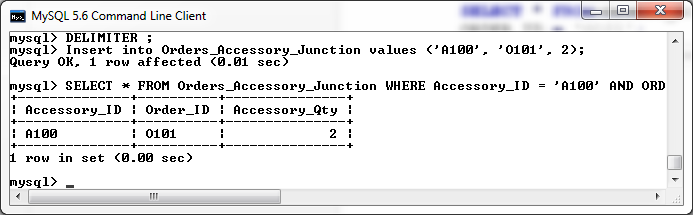 MySQL 5.6 Command Line Client
mysql> DELIMITER ;
mysql> Insert into Orders_Accessory_Junction values ('A100', 'O101', 2);
Query OK, 1 row affected (0.01 sec)
mysql> SELECT * FROM Orders_Accessory_Junction WHERE Accessory_ID = 'A100' AND ORD
+--------------+----------+---------------+
| Accessory_ID | Order_ID | Accessory_Qty |
+--------------+----------+---------------+
| A100         | O101     |             2 |
+--------------+----------+---------------+
1 row in set (0.00 sec)
mysql> _